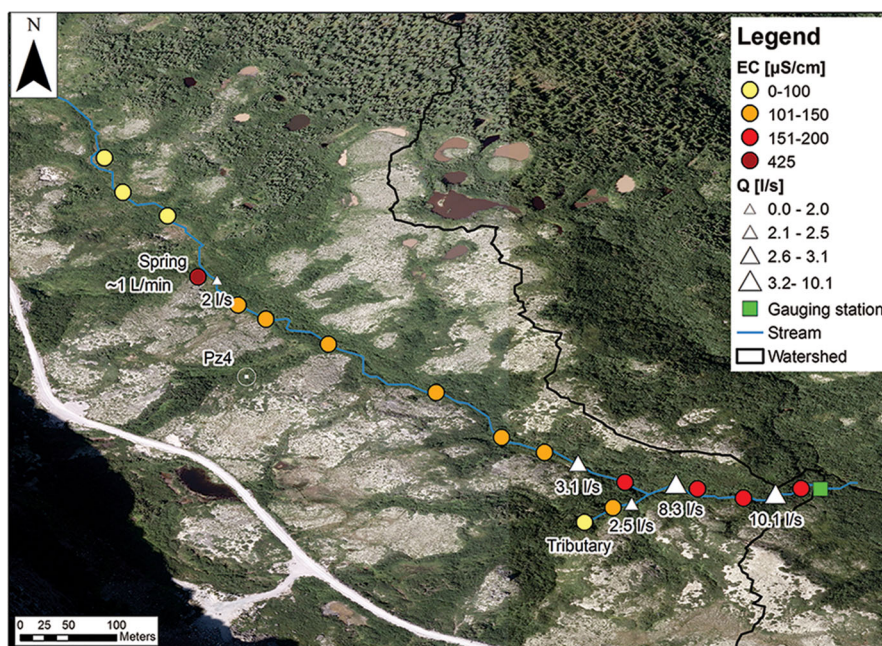 N
Legend
EC [µS/cm]
0-100
101-150
151-200
425
Q [l/s]
0.0 - 2.0
2.1 - 2.5
2.6 - 3.1
3.2- 10.1
Gauging station
Stream
Watershed
Spring
~1 L/min
2 l/s
Pz4
3.1 l/s
8.3 l/s
2.5 l/s
10.1 l/s
Tributary
0 25 50 100
Meters